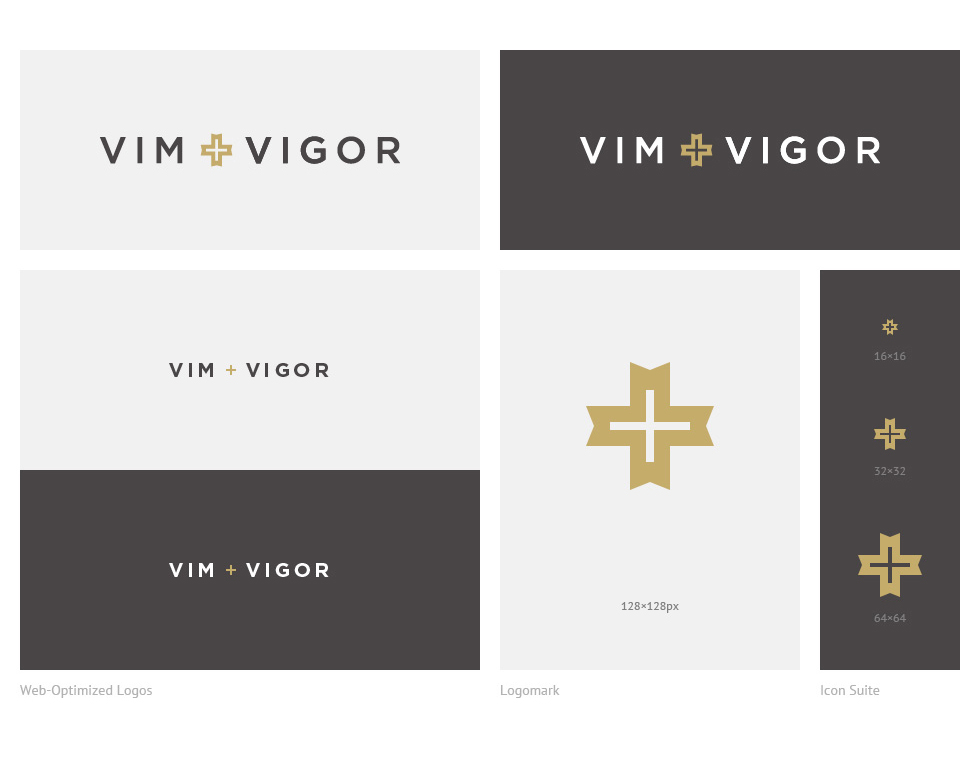 VIM VIGOR
VIM VIGOR
VIM + VIGOR
VIM + VIGOR
128×128px
16×16
32×32
64×64
Web-Optimized Logos
Logomark
Icon Suite